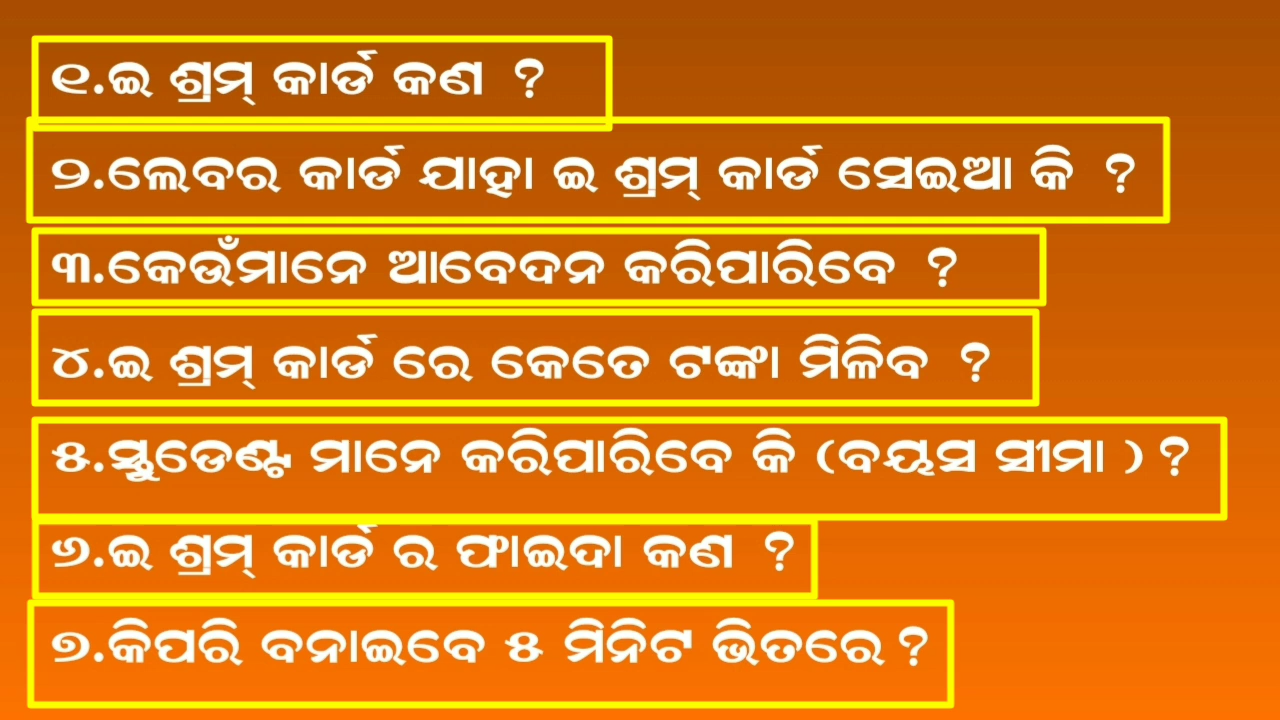 ୧.ଇ ଶ୍ରମ୍ କାର୍ଡ କଣ ?
୨.ଲେବର କାର୍ଡ ଯାହା ଇ ଶ୍ରମ୍ କାର୍ଡ ସେଇଆ କି ?
୩.କେଉଁମାନେ ଆବେଦନ କରିପାରିବେ ?
୪.ଇ ଶ୍ରମ୍ କାର୍ଡ ରେ କେତେ ଟଙ୍କା ମିଳିବ ?
୫.ସ୍ଟୁଡେଣ୍ଟ ମାନେ କରିପାରିବେ କି (ବୟସ ସୀମା ) ?
୬.ଇ ଶ୍ରମ୍ କାର୍ଡ ର ଫାଇଦା କଣ ?
୭.କିପରି ବନାଇବେ ୫ ମିନିଟ ଭିତରେ ?